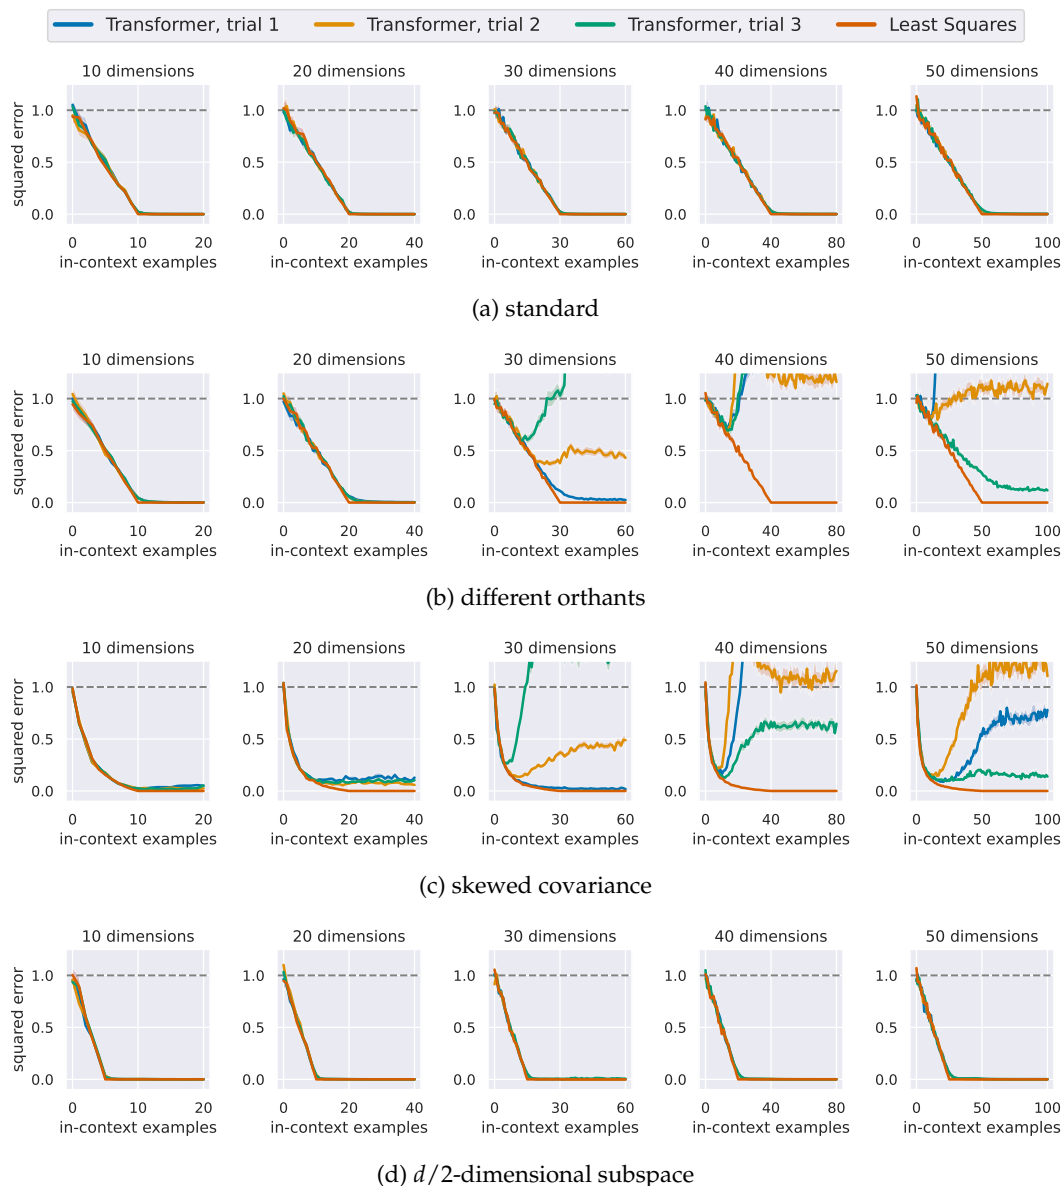 Transformer, trial 1 Transformer, trial 2 Transformer, trial 3 Least Squares
10 dimensions 20 dimensions 30 dimensions 40 dimensions 50 dimensions
squared error
1.0
0.5
0.0
0 10 20 0 20 40 0 30 60 0 40 80 0 50 100
in-context examples in-context examples in-context examples in-context examples in-context examples
(a) standard
10 dimensions 20 dimensions 30 dimensions 40 dimensions 50 dimensions
squared error
1.0
0.5
0.0
0 10 20 0 20 40 0 30 60 0 40 80 0 50 100
in-context examples in-context examples in-context examples in-context examples in-context examples
(b) different orthants
10 dimensions 20 dimensions 30 dimensions 40 dimensions 50 dimensions
squared error
1.0
0.5
0.0
0 10 20 0 20 40 0 30 60 0 40 80 0 50 100
in-context examples in-context examples in-context examples in-context examples in-context examples
(c) skewed covariance
10 dimensions 20 dimensions 30 dimensions 40 dimensions 50 dimensions
squared error
1.0
0.5
0.0
0 10 20 0 20 40 0 30 60 0 40 80 0 50 100
in-context examples in-context examples in-context examples in-context examples in-context examples
(d) d/2-dimensional subspace